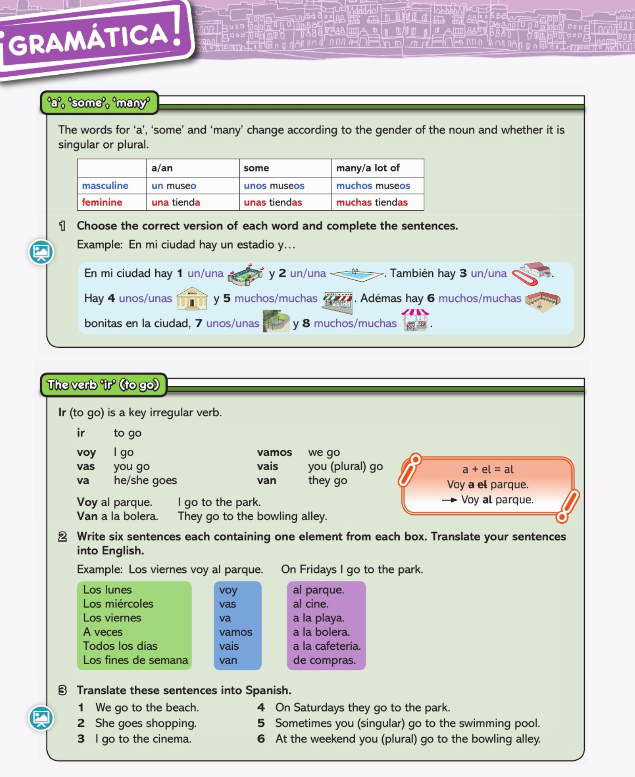 ¡GRAMÁTICA!
'a', 'some', 'many'
The words for 'a', 'some' and 'many' change according to the gender of the noun and whether it is
singular or plural.
a/an some many/a lot of
masculine un museo unos museos muchos museos
feminine una tienda unas tiendas muchas tiendas
1 Choose the correct version of each word and complete the sentences.
Example: En mi ciudad hay un estadio y…
En mi ciudad hay 1 un/una y 2 un/una . También hay 3 un/una .
Hay 4 unos/unas y 5 muchos/muchas . Adémas hay 6 muchos/muchas
bonitas en la ciudad, 7 unos/unas y 8 muchos/muchas .
The verb 'ir' (to go)
Ir (to go) is a key irregular verb.
ir to go
voy I go vamos we go
vas you go vais you (plural) go
va he/she goes van they go
Voy al parque. I go to the park.
Van a la bolera. They go to the bowling alley.
a + el = al
Voy a el parque.
→ Voy al parque.
2 Write six sentences each containing one element from each box. Translate your sentences
into English.
Example: Los viernes voy al parque. On Fridays I go to the park.
Los lunes voy al parque.
Los miércoles vas al cine.
Los viernes va a la playa.
A veces vamos a la bolera.
Todos los días vais a la cafetería.
Los fines de semana van de compras.
3 Translate these sentences into Spanish.
1 We go to the beach. 4 On Saturdays they go to the park.
2 She goes shopping. 5 Sometimes you (singular) go to the swimming pool.
3 I go to the cinema. 6 At the weekend you (plural) go to the bowling alley.